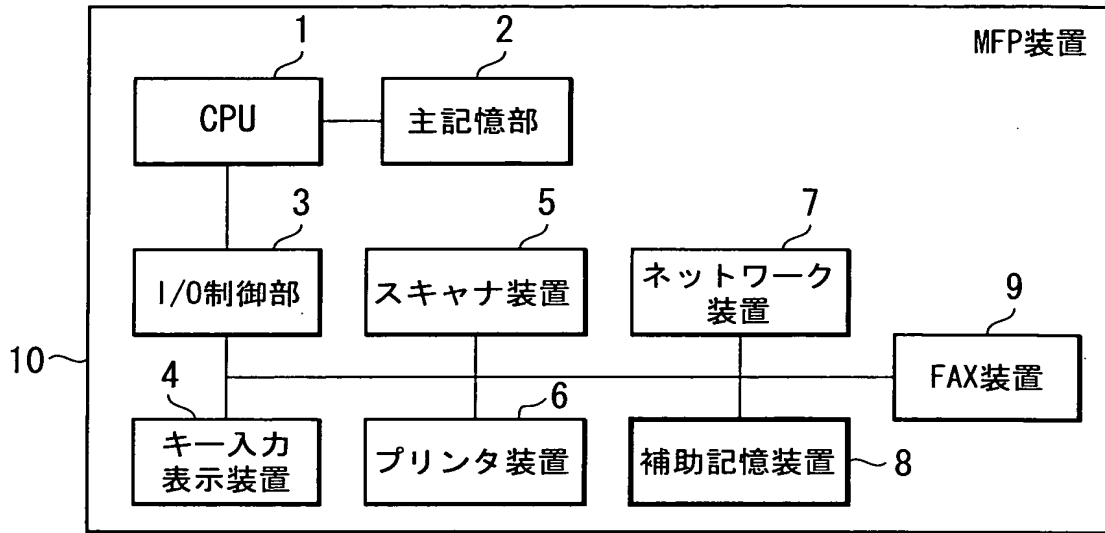 1
2
MFP装置
CPU
主記憶部
3
5
7
I/O制御部
スキャナ装置
ネットワーク
装置
9
10
FAX装置
4
6
キー入力
表示装置
プリンタ装置
補助記憶装置
8